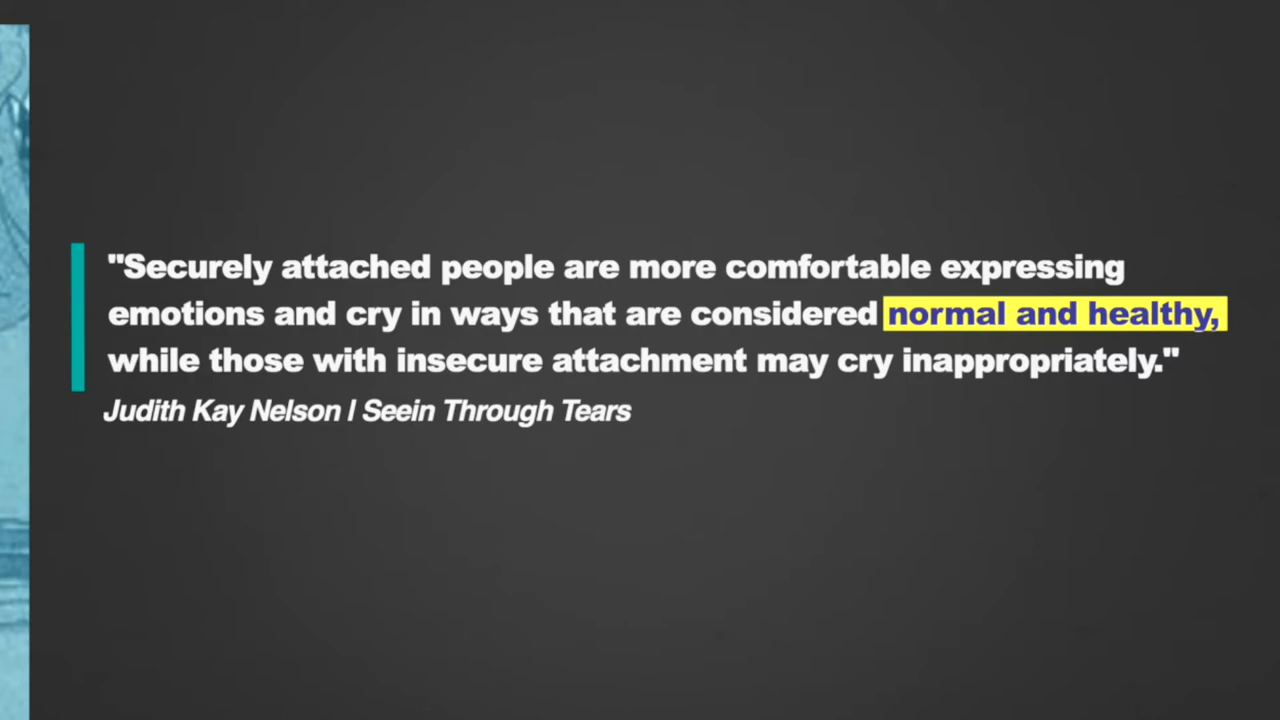 "Securely attached people are more comfortable expressing
emotions and cry in ways that are considered normal and healthy,
while those with insecure attachment may cry inappropriately."
Judith Kay Nelson | Seein Through Tears